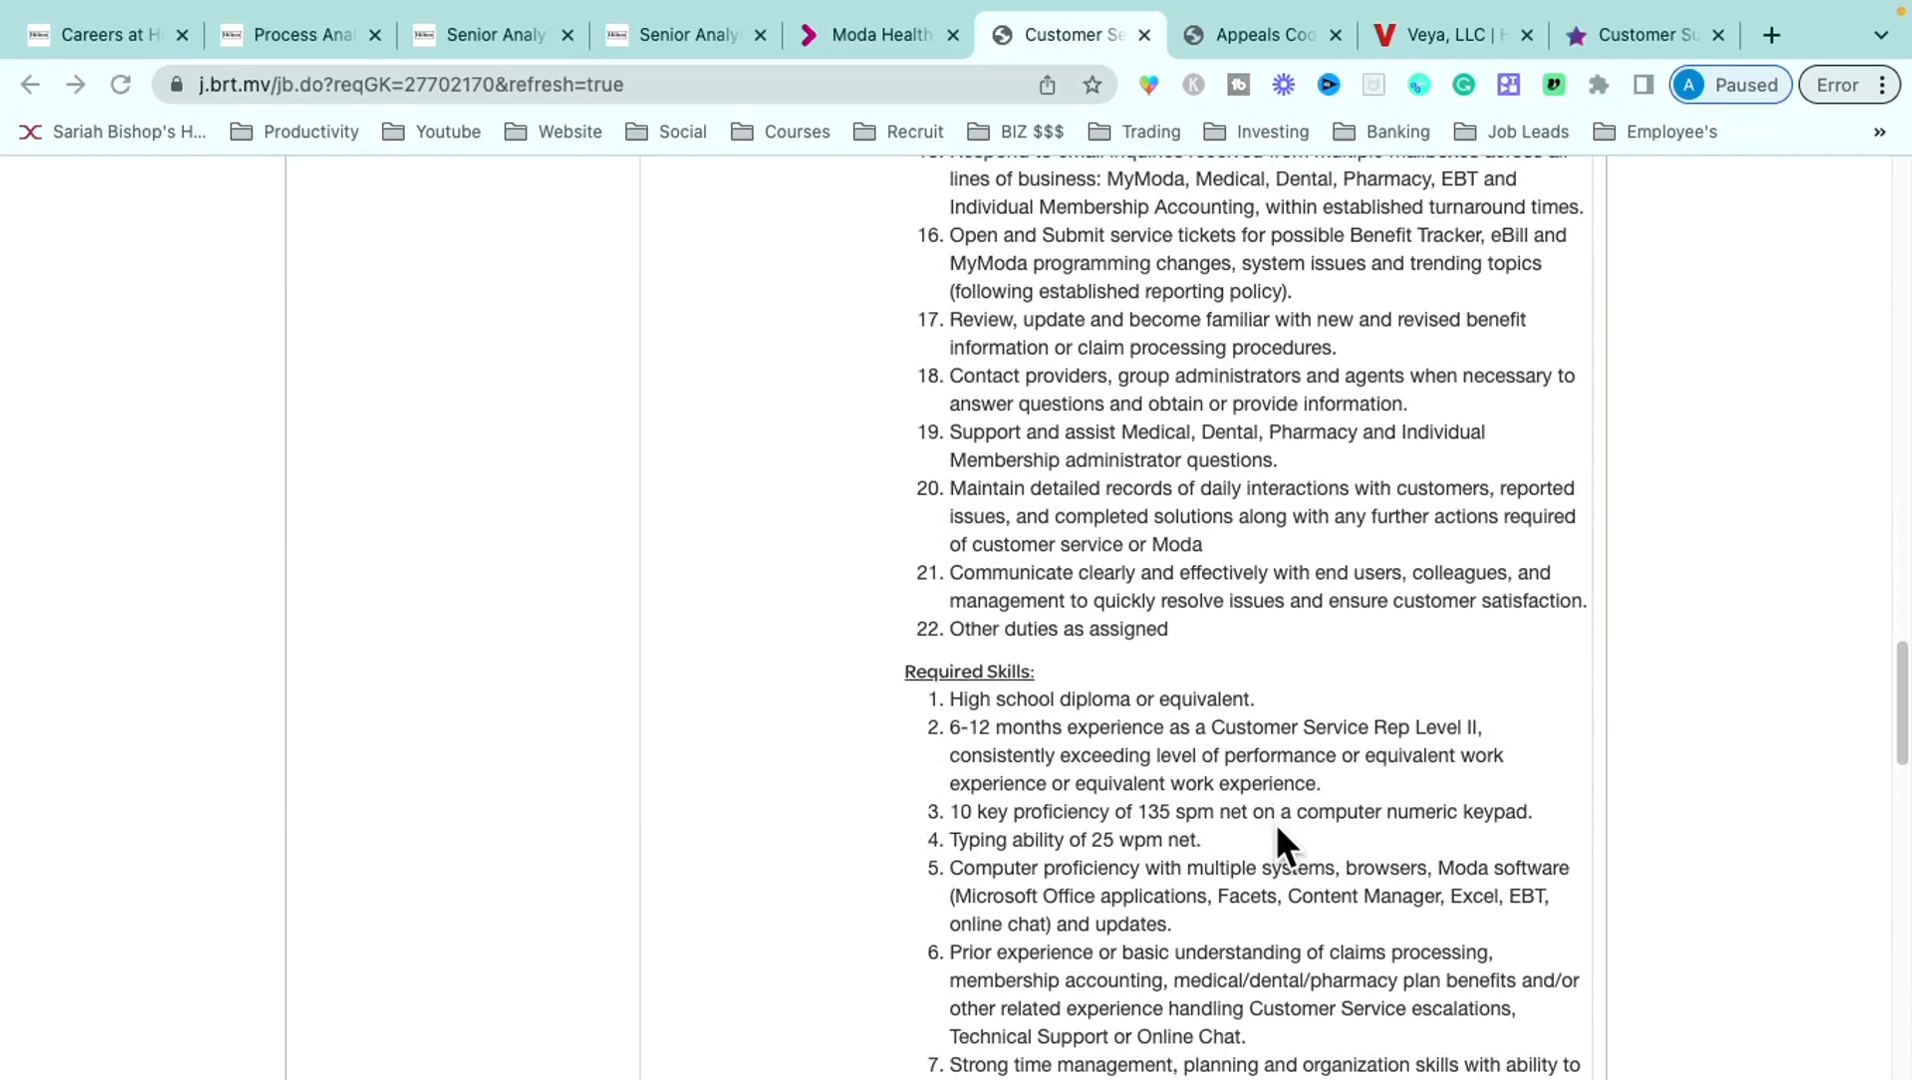 Careers at H
Process Ana
Senior Analy
Senior Analy
Moda Health
Customer Se
Appeals Coo
Veya, LLC | H
Customer Su
j.brt.mv/jb.do?reqGK=27702170&refresh=true
A Paused
Error
Sariah Bishop's H...
Productivity
Youtube
Website
Social
Courses
Recruit
BIZ $$$
Trading
Investing
Banking
Job Leads
Employee's
»
lines of business: MyModa, Medical, Dental, Pharmacy, EBT and
Individual Membership Accounting, within established turnaround times.
16. Open and Submit service tickets for possible Benefit Tracker, eBill and
MyModa programming changes, system issues and trending topics
(following established reporting policy).
17. Review, update and become familiar with new and revised benefit
information or claim processing procedures.
18. Contact providers, group administrators and agents when necessary to
answer questions and obtain or provide information.
19. Support and assist Medical, Dental, Pharmacy and Individual
Membership administrator questions.
20. Maintain detailed records of daily interactions with customers, reported
issues, and completed solutions along with any further actions required
of customer service or Moda
21. Communicate clearly and effectively with end users, colleagues, and
management to quickly resolve issues and ensure customer satisfaction.
22. Other duties as assigned
Required Skills:
1. High school diploma or equivalent.
2. 6-12 months experience as a Customer Service Rep Level II,
consistently exceeding level of performance or equivalent work
experience or equivalent work experience.
3. 10 key proficiency of 135 spm net on a computer numeric keypad.
4. Typing ability of 25 wpm net.
5. Computer proficiency with multiple systems, browsers, Moda software
(Microsoft Office applications, Facets, Content Manager, Excel, EBT,
online chat) and updates.
6. Prior experience or basic understanding of claims processing,
membership accounting, medical/dental/pharmacy plan benefits and/or
other related experience handling Customer Service escalations,
Technical Support or Online Chat.
7. Strong time management, planning and organization skills with ability to